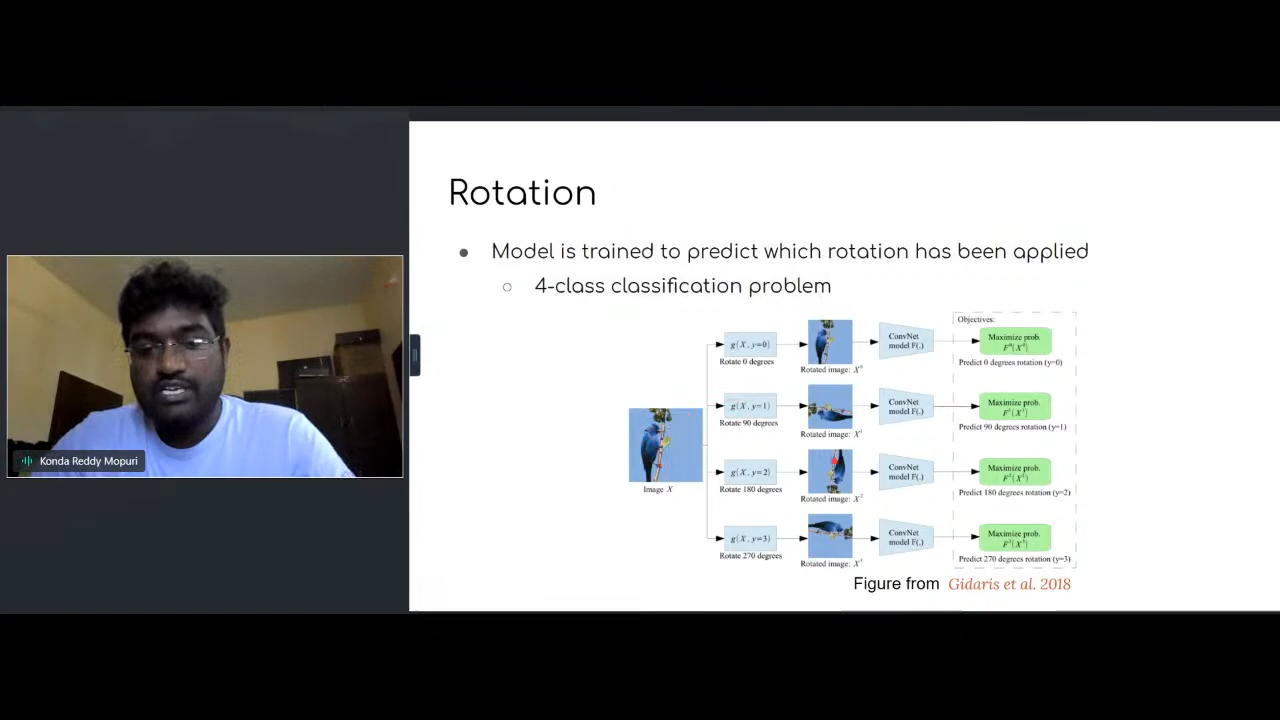 Rotation
● Model is trained to predict which rotation has been applied
○ 4-class classification problem
Objectives:
g(X, y=0)
Rotate 0 degrees
Rotated image: X⁰
ConvNet
model F(.)
Maximize prob.
F⁰(X⁰)
Predict 0 degrees rotation (y=0)
g(X, y=1)
Rotate 90 degrees
Rotated image: X¹
ConvNet
model F(.)
Maximize prob.
F¹(X¹)
Predict 90 degrees rotation (y=1)
Image X
g(X, y=2)
Rotate 180 degrees
Rotated image: X²
ConvNet
model F(.)
Maximize prob.
F²(X²)
Predict 180 degrees rotation (y=2)
g(X, y=3)
Rotate 270 degrees
Rotated image: X³
ConvNet
model F(.)
Maximize prob.
F³(X³)
Predict 270 degrees rotation (y=3)
Figure from Gidaris et al. 2018
Konda Reddy Mopuri